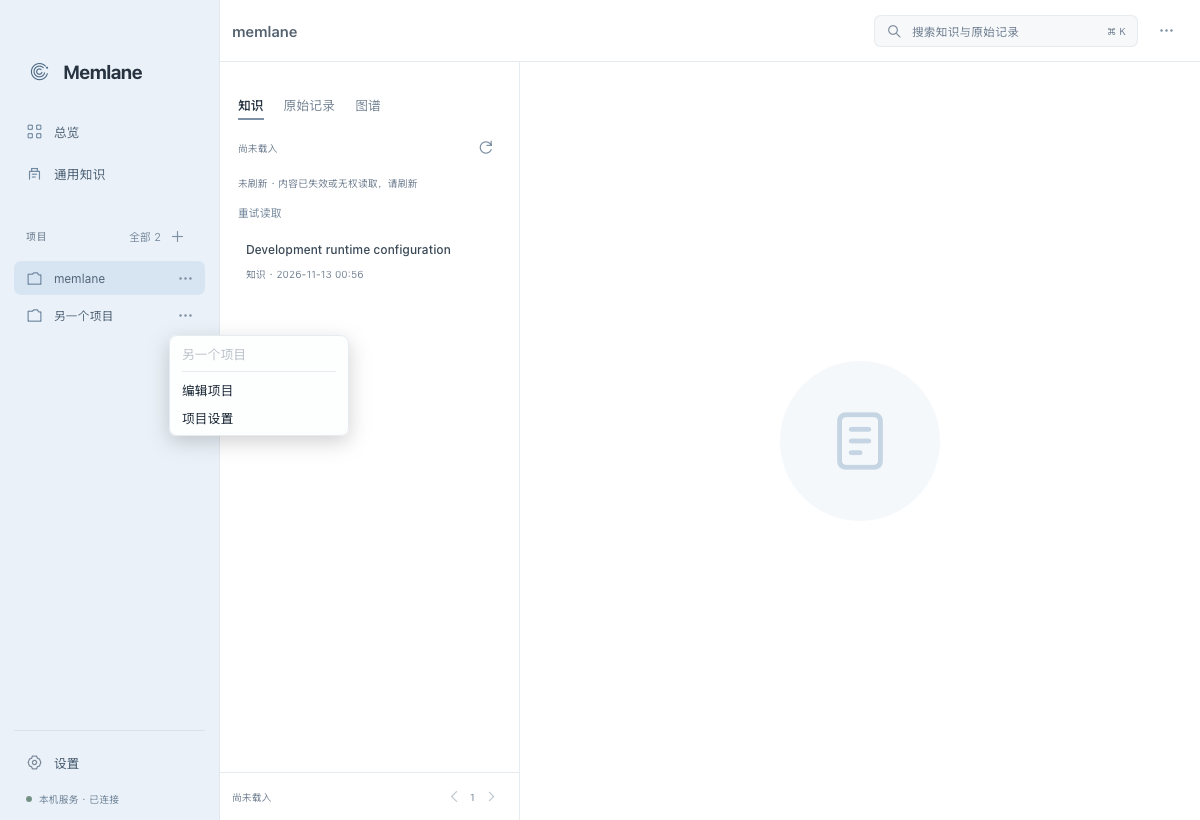 Memlane
总览
通用知识
项目
全部 2
memlane
另一个项目
另一个项目
编辑项目
项目设置
设置
本机服务 · 已连接
memlane
搜索知识与原始记录
⌘ K
知识
原始记录
图谱
尚未载入
未刷新 · 内容已失效或无权读取，请刷新
重试读取
Development runtime configuration
知识 · 2026-11-13 00:56
尚未载入
1